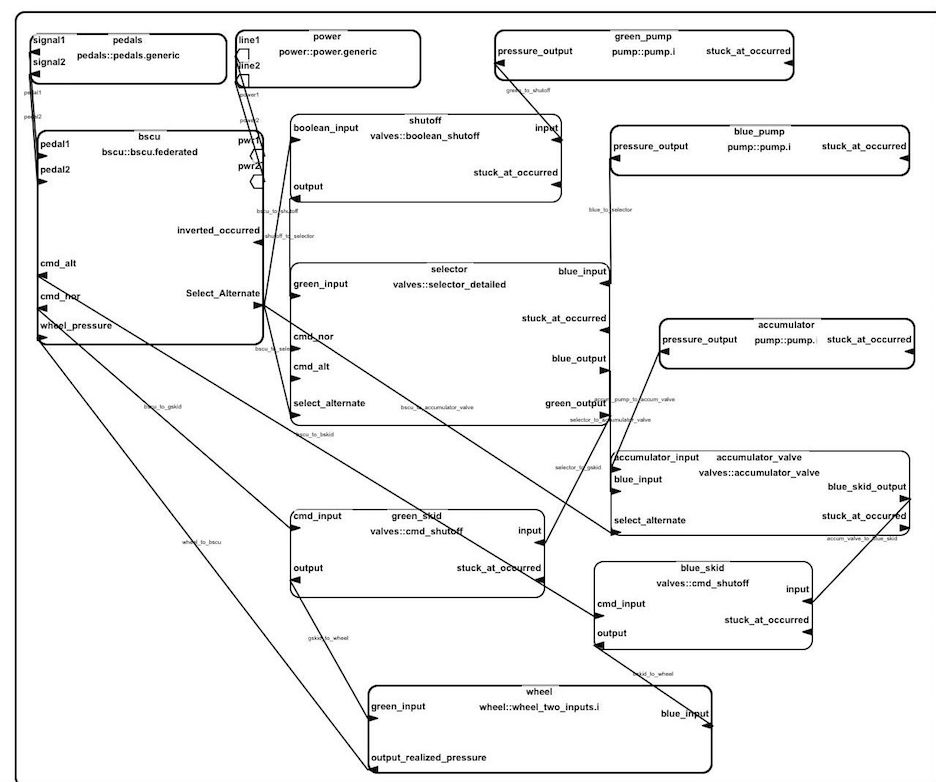 signal1
pedals
signal2
pedals::pedals.generic
pedal1
pedal2
line1
power
power::power.generic
line2
power1
power2
green_pump
pressure_output
pump::pump.i
stuck_at_occurred
green_to_shutoff
bscu
bscu::bscu.federated
pedal1
pedal2
pwr1
pwr2
inverted_occurred
cmd_alt
cmd_nor
Select_Alternate
wheel_pressure
shutoff
boolean_input
valves::boolean_shutoff
input
stuck_at_occurred
output
bscu_to_shutoff
shutoff_to_selector
blue_pump
pressure_output
pump::pump.i
stuck_at_occurred
blue_to_selector
selector
valves::selector_detailed
green_input
blue_input
stuck_at_occurred
cmd_nor
blue_output
cmd_alt
select_alternate
green_output
bscu_to_accumulator_valve
accumulator
pressure_output
pump::pump.i
stuck_at_occurred
selector_to_accumulator_valve
bscu_to_gskid
bscu_to_bskid
selector_to_gskid
accumulator_input
accumulator_valve
valves::accumulator_valve
blue_input
blue_skid_output
select_alternate
stuck_at_occurred
accum_valve_to_blue_skid
green_skid
cmd_input
valves::cmd_shutoff
input
output
stuck_at_occurred
wheel_to_bscu
blue_skid
valves::cmd_shutoff
input
cmd_input
stuck_at_occurred
output
gskid_to_wheel
bskid_to_wheel
wheel
green_input
wheel::wheel_two_inputs.i
blue_input
output_realized_pressure